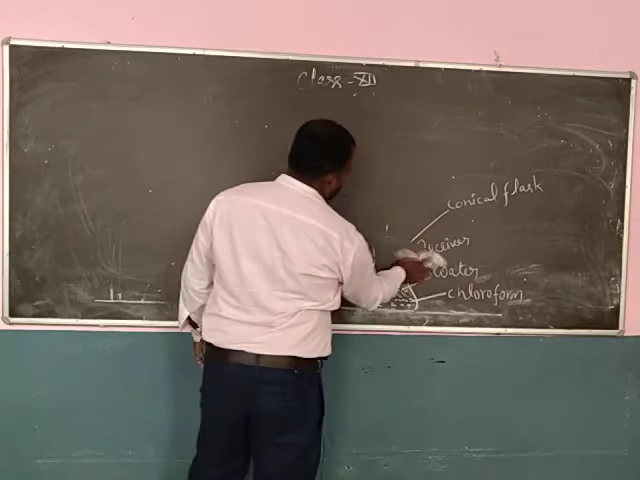 Class-XII
conical flask
Receiver
water
chloroform